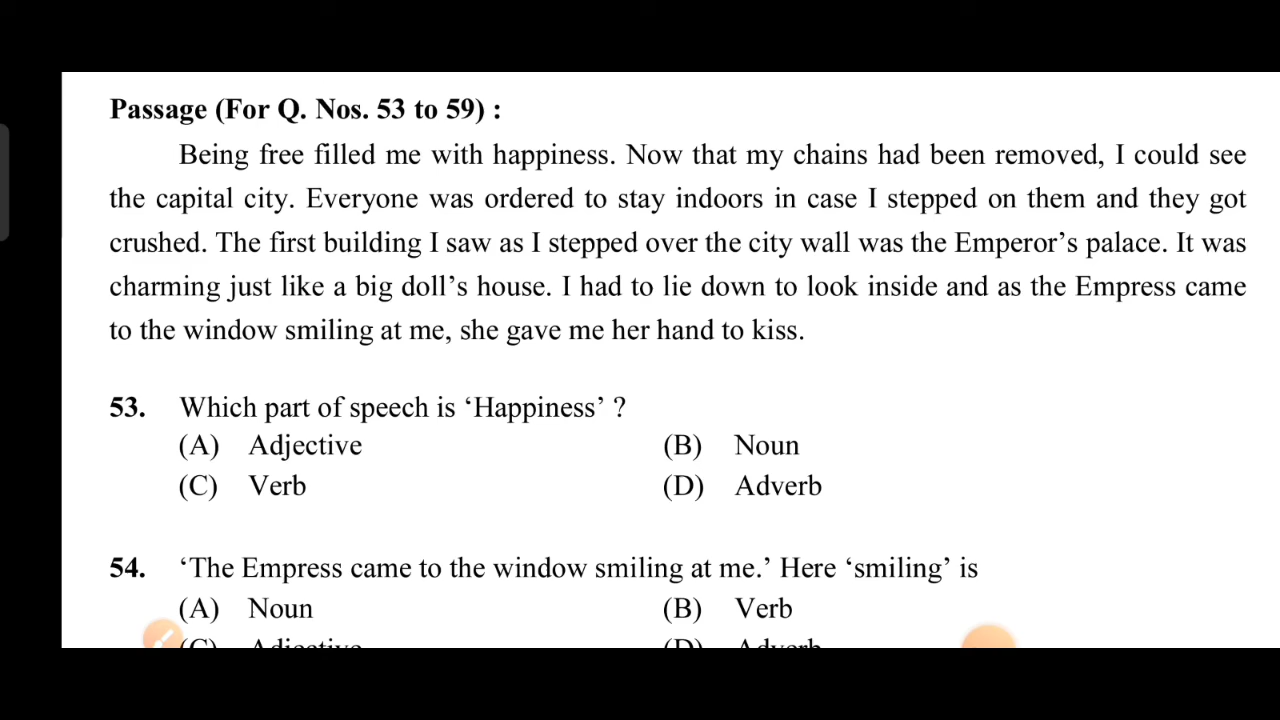 Passage (For Q. Nos. 53 to 59) :
Being free filled me with happiness. Now that my chains had been removed, I could see
the capital city. Everyone was ordered to stay indoors in case I stepped on them and they got
crushed. The first building I saw as I stepped over the city wall was the Emperor’s palace. It was
charming just like a big doll’s house. I had to lie down to look inside and as the Empress came
to the window smiling at me, she gave me her hand to kiss.
53. Which part of speech is ‘Happiness’ ?
(A) Adjective (B) Noun
(C) Verb (D) Adverb
54. ‘The Empress came to the window smiling at me.’ Here ‘smiling’ is
(A) Noun (B) Verb
(C) Adjective (D) Adverb